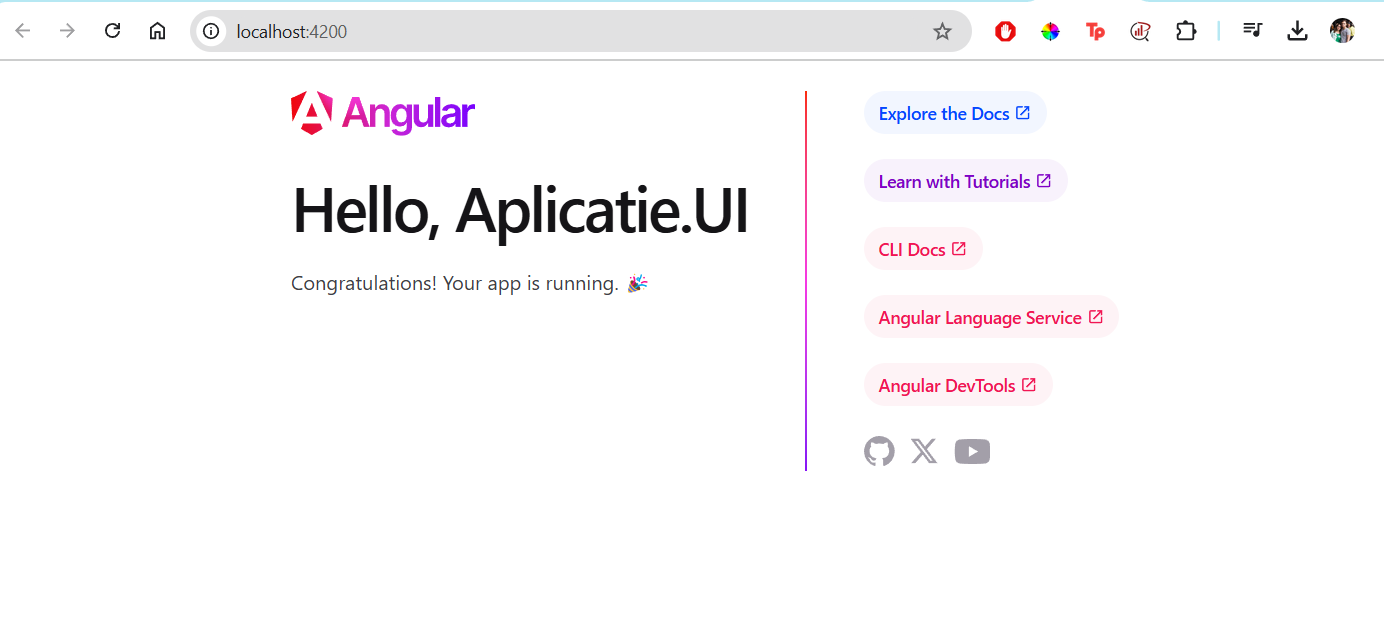 localhost:4200
Tp
Angular
Hello, Aplicatie.UI
Congratulations! Your app is running. 🎉
Explore the Docs
Learn with Tutorials
CLI Docs
Angular Language Service
Angular DevTools